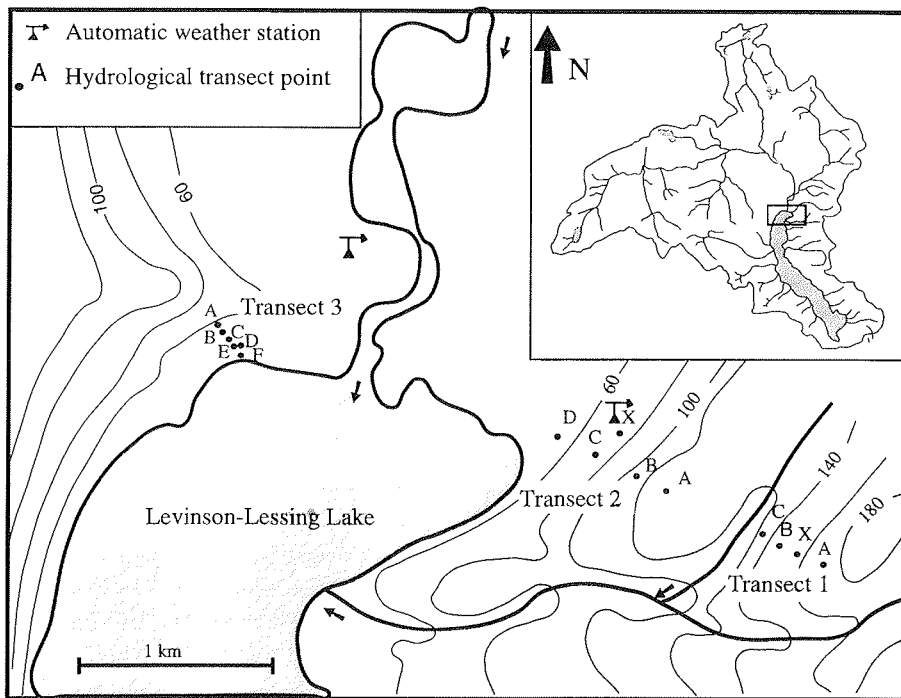 Automatic weather station
A Hydrological transect point
N
100
60
Transect 3
A
B
C
D
E
F
60
100
140
180
D
X
C
B
A
Transect 2
C
B
X
A
Transect 1
Levinson-Lessing Lake
1 km